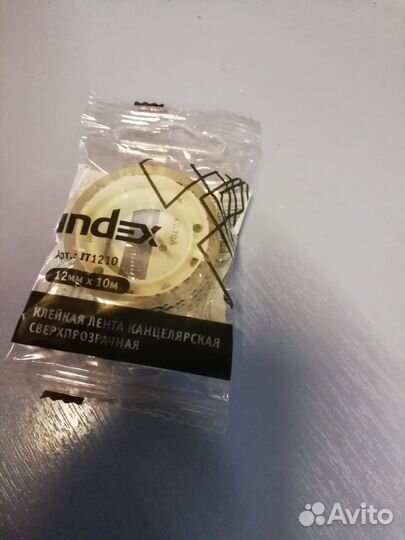 index
Арт.: IT1210
12мм x 10м
КЛЕЙКАЯ ЛЕНТА КАНЦЕЛЯРСКАЯ
СВЕРХПРОЗРАЧНАЯ
Avito